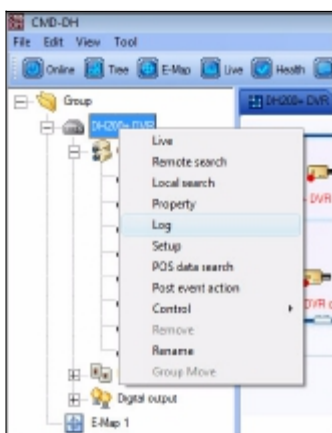 CMD-DH
File Edit View Tool
Online Tree E-Map Live Health
Group
DH200+ DVR
DH200+ DVR
Live
Remote search
Local search
Property
Log
Setup
POS data search
Post event action
Control
Remove
Rename
Group Move
DVR
DVR
Digital output
E-Map 1